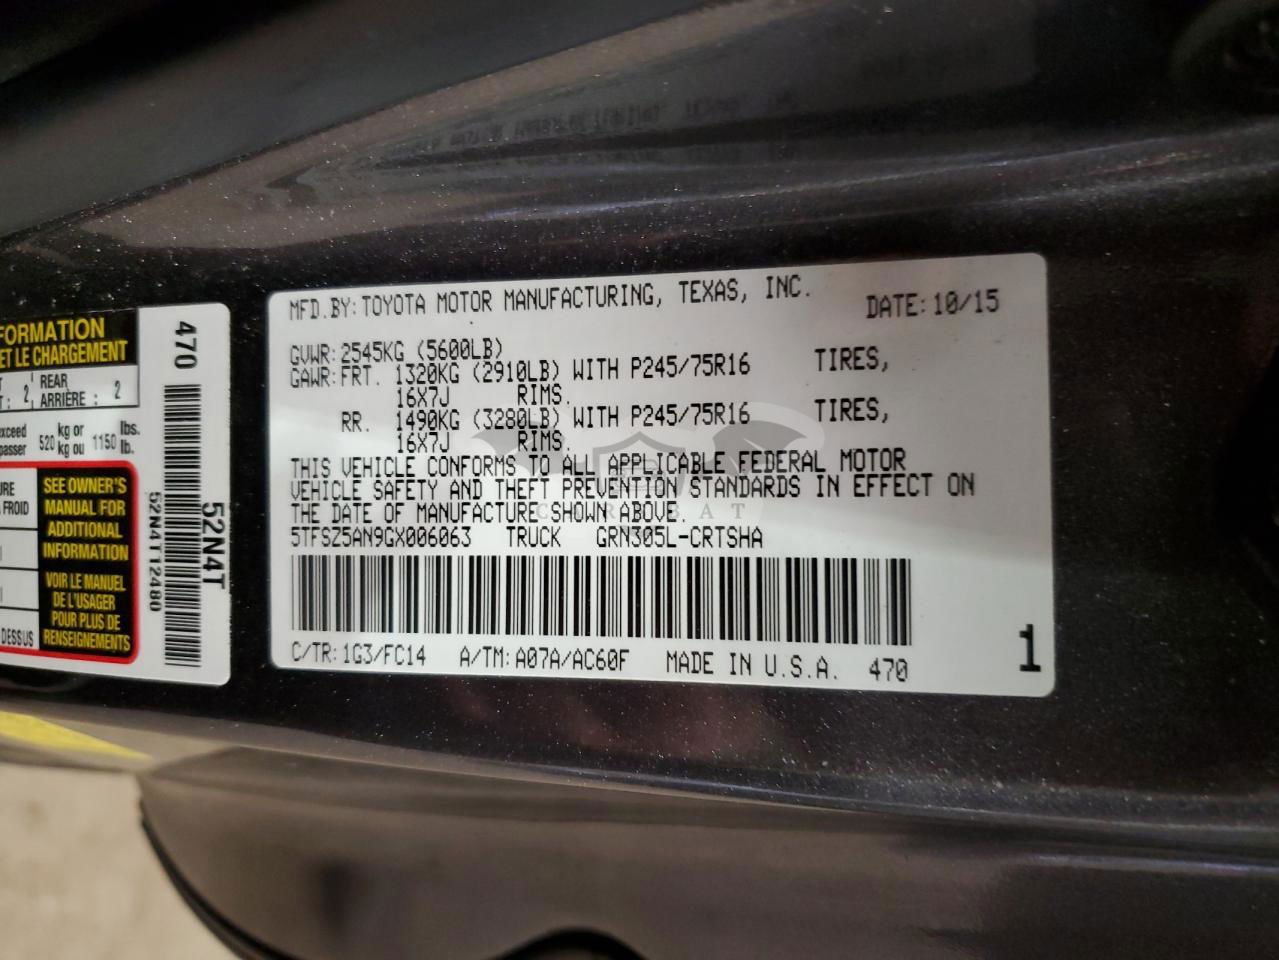 MFD.BY: TOYOTA MOTOR MANUFACTURING, TEXAS, INC.
DATE: 10/15
GVWR: 2545KG (5600LB)
GAWR: FRT. 1320KG (2910LB) WITH P245/75R16 TIRES,
16X7J RIMS.
RR. 1490KG (3280LB) WITH P245/75R16 TIRES,
16X7J RIMS.
THIS VEHICLE CONFORMS TO ALL APPLICABLE FEDERAL MOTOR
VEHICLE SAFETY AND THEFT PREVENTION STANDARDS IN EFFECT ON
THE DATE OF MANUFACTURE SHOWN ABOVE.
5TFSZ5AN9GX006063 TRUCK GRN305L-CRTSHA
C/TR: 1G3/FC14 A/TM: A07A/AC60F MADE IN U.S.A. 470
1
FORMATION
ET LE CHARGEMENT
2 REAR
ARRIÈRE : 2
520 kg or
kg ou 1150 lbs.
lb.
FROID
DESSUS
SEE OWNER'S
MANUAL FOR
ADDITIONAL
INFORMATION
VOIR LE MANUEL
DE L'USAGER
POUR PLUS DE
RENSEIGNEMENTS
470
52N4T
52N4T12480